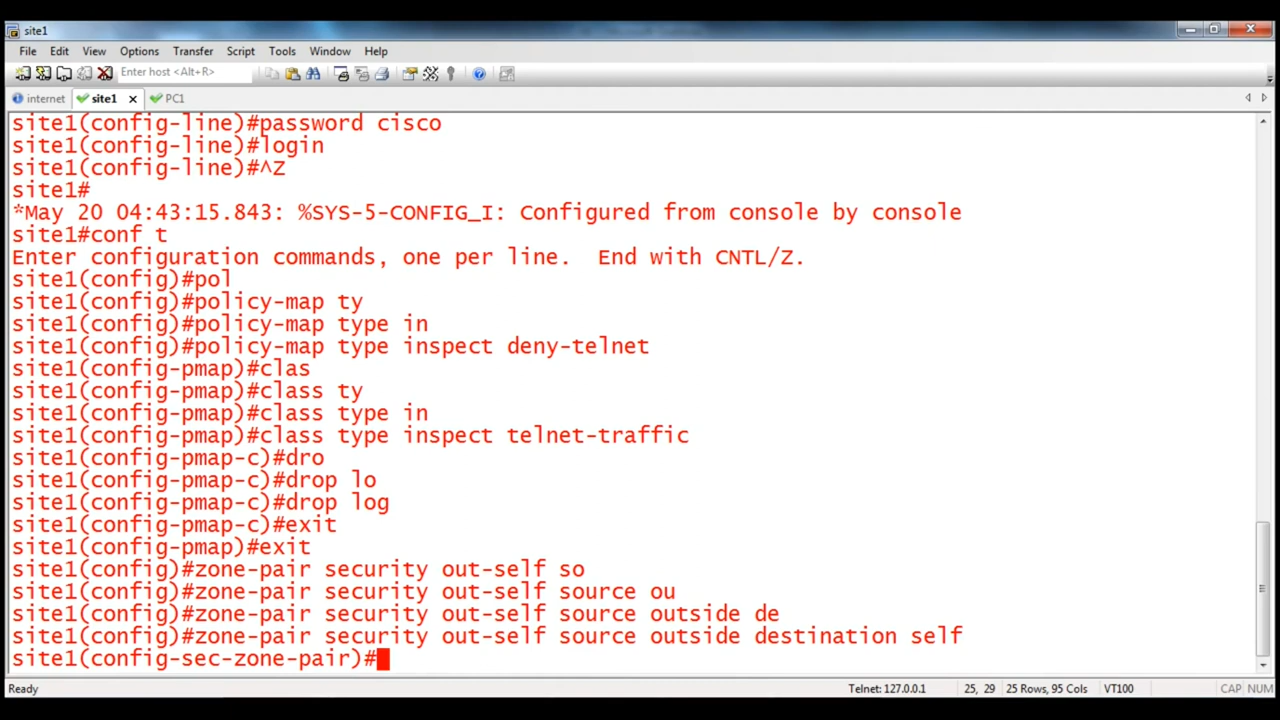 site1
File Edit View Options Transfer Script Tools Window Help
Enter host <Alt+R>
internet site1 PC1
site1(config-line)#password cisco
site1(config-line)#login
site1(config-line)#^Z
site1#
*May 20 04:43:15.843: %SYS-5-CONFIG_I: Configured from console by console
site1#conf t
Enter configuration commands, one per line.  End with CNTL/Z.
site1(config)#pol
site1(config)#policy-map ty
site1(config)#policy-map type in
site1(config)#policy-map type inspect deny-telnet
site1(config-pmap)#clas
site1(config-pmap)#class ty
site1(config-pmap)#class type in
site1(config-pmap)#class type inspect telnet-traffic
site1(config-pmap-c)#dro
site1(config-pmap-c)#drop lo
site1(config-pmap-c)#drop log
site1(config-pmap-c)#exit
site1(config-pmap)#exit
site1(config)#zone-pair security out-self so
site1(config)#zone-pair security out-self source ou
site1(config)#zone-pair security out-self source outside de
site1(config)#zone-pair security out-self source outside destination self
site1(config-sec-zone-pair)#
Ready Telnet: 127.0.0.1 25, 29 25 Rows, 95 Cols VT100 CAP NUM